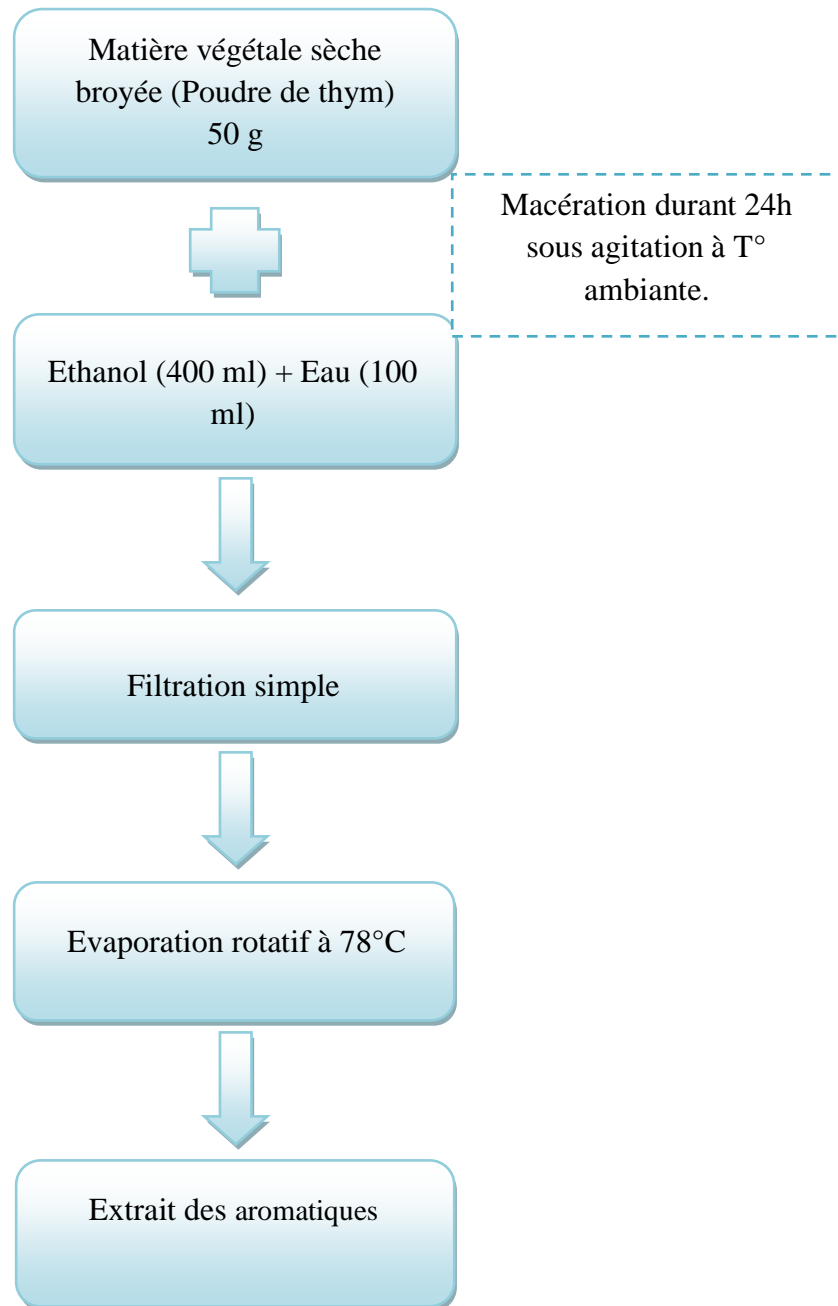 Matière végétale sèche
broyée (Poudre de thym)
50 g
Macération durant 24h
sous agitation à T°
ambiante.
Ethanol (400 ml) + Eau (100
ml)
Filtration simple
Evaporation rotatif à 78°C
Extrait des aromatiques